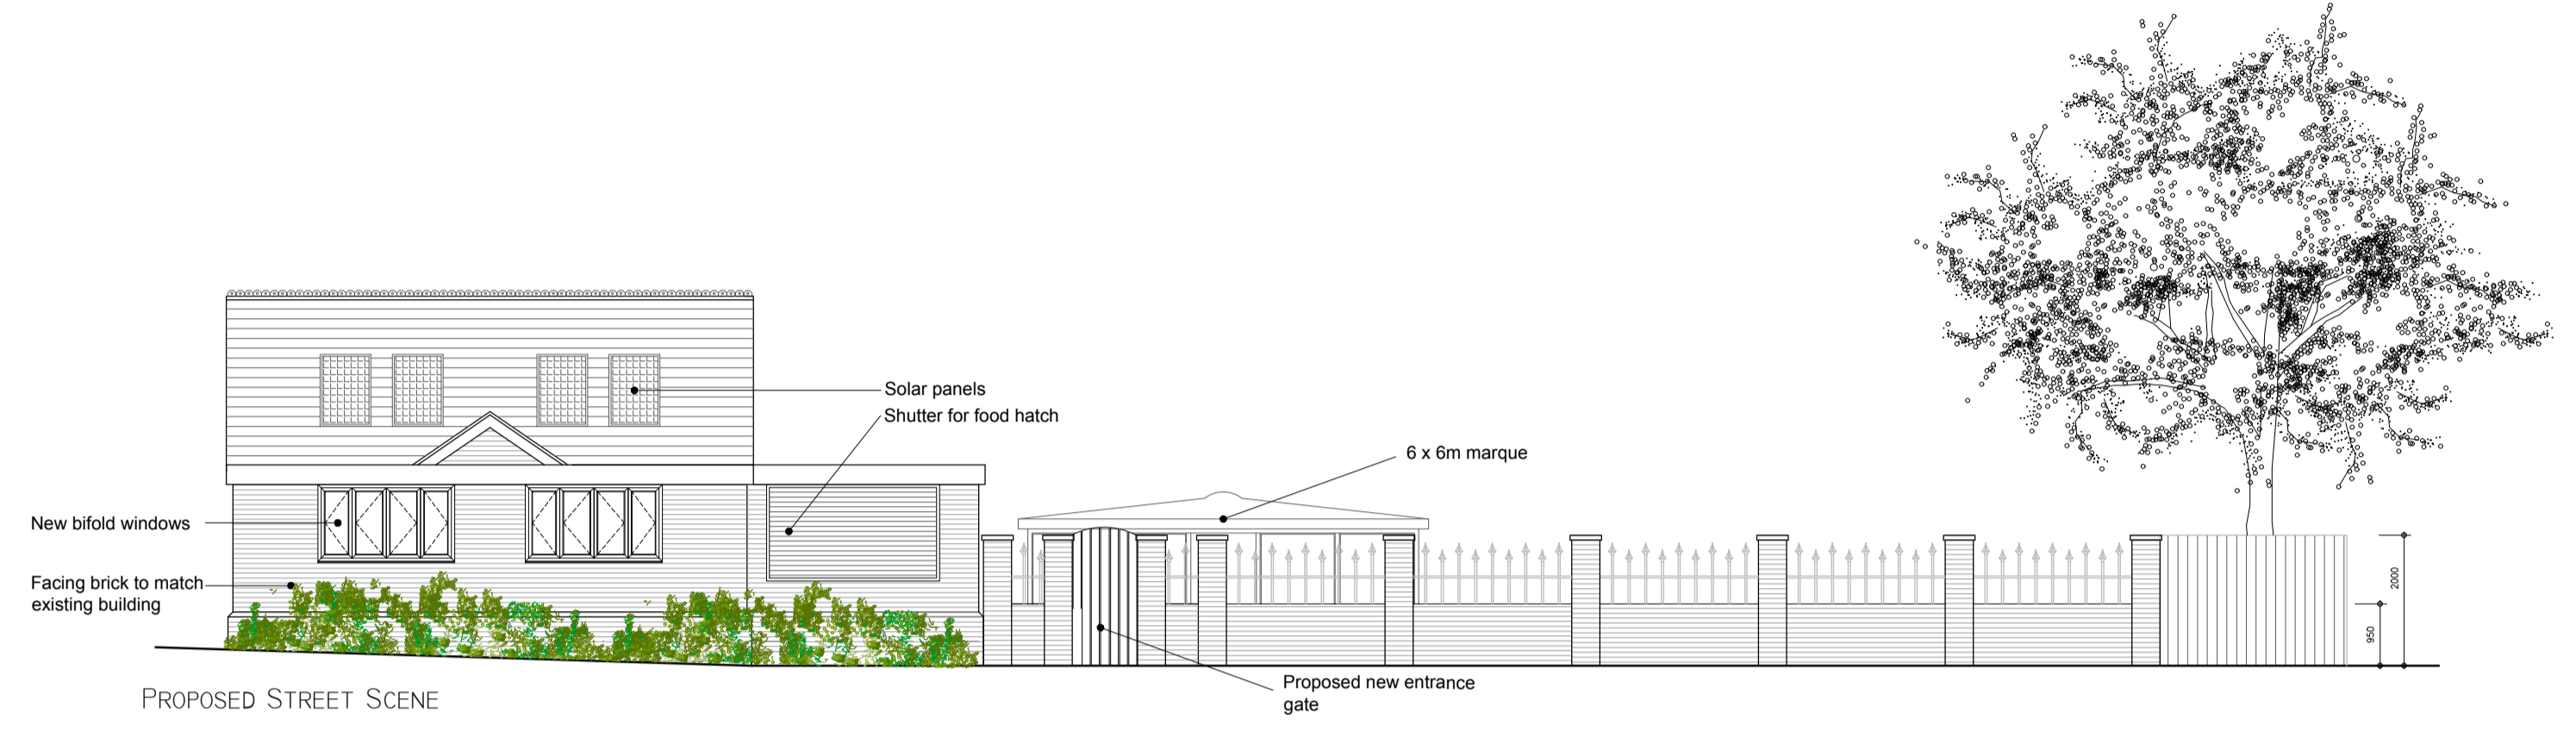 Solar panels
Shutter for food hatch
6 x 6m marque
New bifold windows
Facing brick to match
existing building
2000
950
Proposed new entrance
gate
PROPOSED STREET SCENE